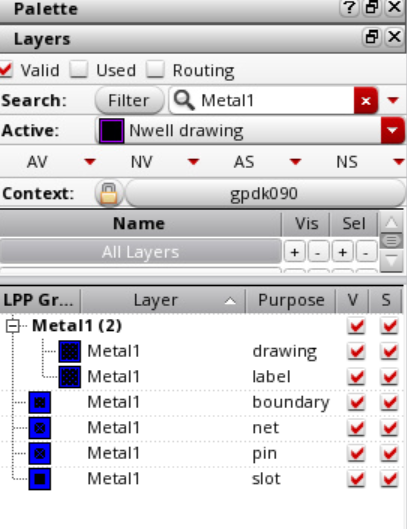 Palette ?
Layers
Valid Used Routing
Search: Filter Metal1 x
Active: Nwell drawing
AV NV AS NS
Context: gpdk090
Name Vis Sel
All Layers + - + -
LPP Gr... Layer Purpose V S
Metal1 (2)
Metal1 drawing
Metal1 label
Metal1 boundary
Metal1 net
Metal1 pin
Metal1 slot